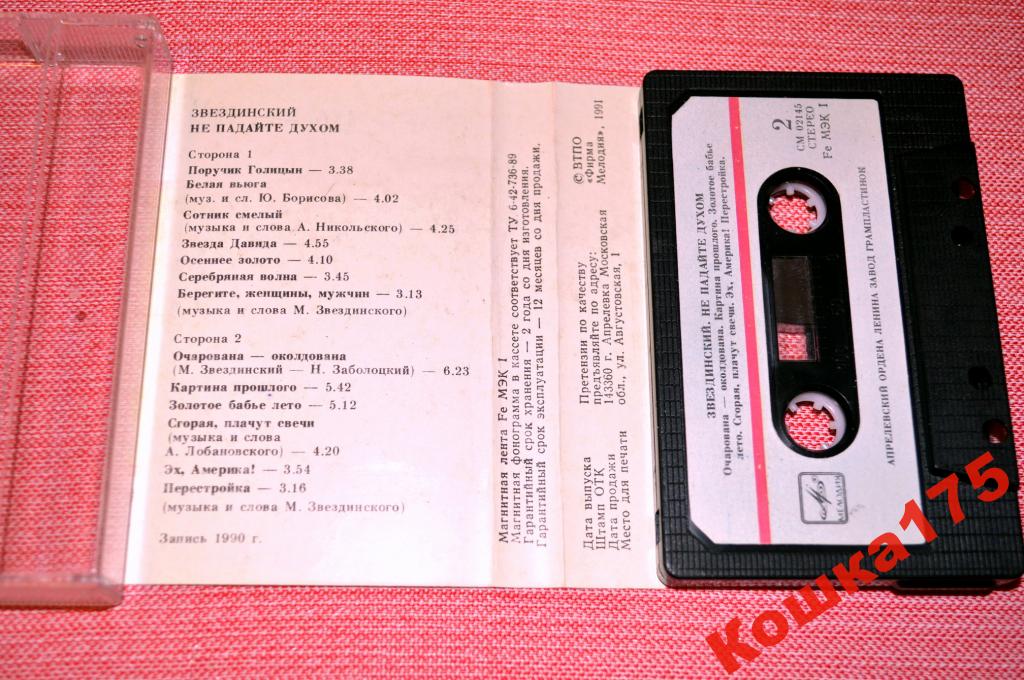 ЗВЕЗДИНСКИЙ
НЕ ПАДАЙТЕ ДУХОМ
Сторона 1
Поручик Голицын — 3.38
Белая вьюга
(муз. и сл. Ю. Борисова) — 4.02
Сотник смелый
(музыка и слова А. Никольского) — 4.25
Звезда Давида — 4.55
Осеннее золото — 4.10
Серебряная волна — 3.45
Берегите, женщины, мужчин — 3.13
(музыка и слова М. Звездинского)
Сторона 2
Очарована — околдована
(М. Звездинский — Н. Заболоцкий) — 6.23
Картина прошлого — 5.42
Золотое бабье лето — 5.12
Сгорая, плачут свечи
(музыка и слова
А. Лобановского) — 4.20
Эх, Америка! — 3.54
Перестройка — 3.16
(музыка и слова М. Звездинского)
Запись 1990 г.
Магнитная лента Fe МЭК I
Магнитная фонограмма в кассете соответствует ТУ 6-42-736-89
Гарантийный срок хранения — 2 года со дня изготовления.
Гарантийный срок эксплуатации — 12 месяцев со дня продажи.
© ВТПО
«Фирма
Мелодия», 1991
Претензии по качеству
предъявляйте по адресу:
143360 г. Апрелевка Московская
обл., ул. Августовская, 1
Дата выпуска
Штамп ОТК
Дата продажи
Место для печати
2
СМ 02145
СТЕРЕО
Fe МЭК I
ЗВЕЗДИНСКИЙ. НЕ ПАДАЙТЕ ДУХОМ
Очарована — околдована. Картина прошлого. Золотое бабье
лето. Сгорая, плачут свечи. Эх, Америка! Перестройка.
МЕЛОДИЯ
АПРЕЛЕВСКИЙ ОРДЕНА ЛЕНИНА ЗАВОД ГРАМПЛАСТИНОК
Кошка175